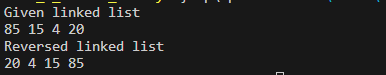 Given linked list
85 15 4 20
Reversed linked list
20 4 15 85